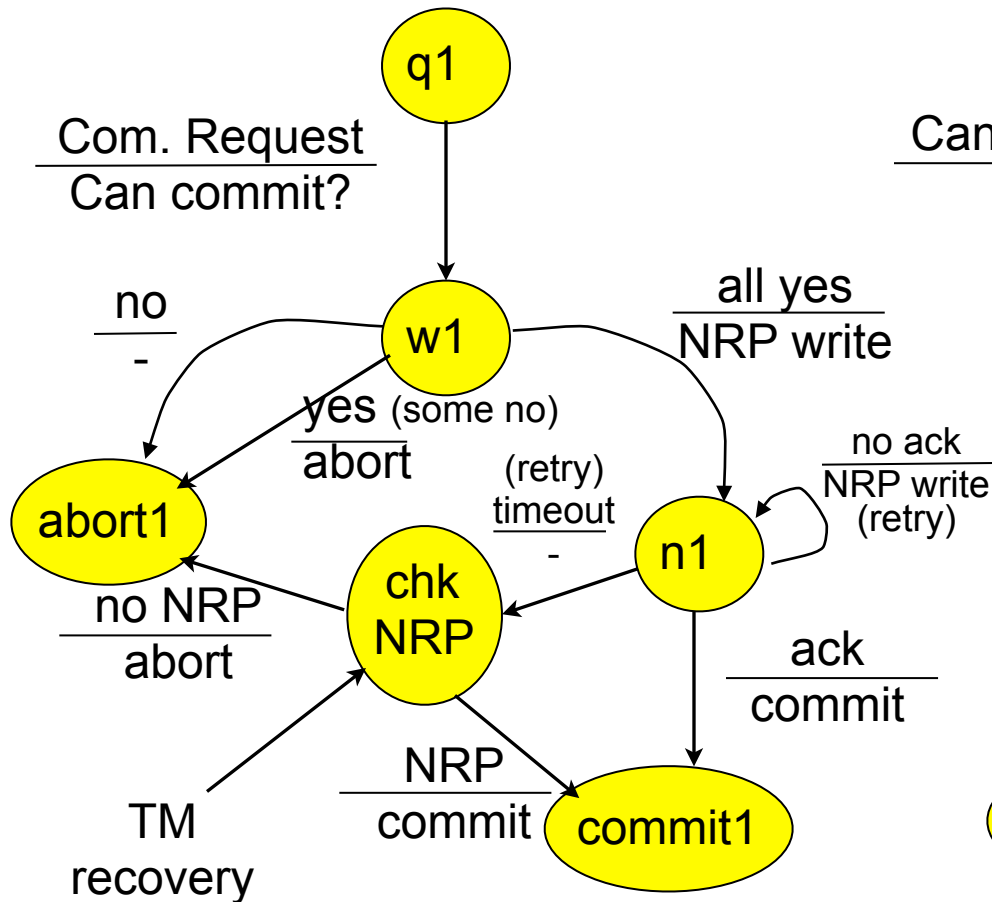 q1
Com. Request
Can commit?
Can
no
-
w1
all yes
NRP write
yes (some no)
abort
(retry)
timeout
-
no ack
NRP write
(retry)
abort1
n1
chk
NRP
no NRP
abort
ack
commit
NRP
commit
TM
recovery
commit1